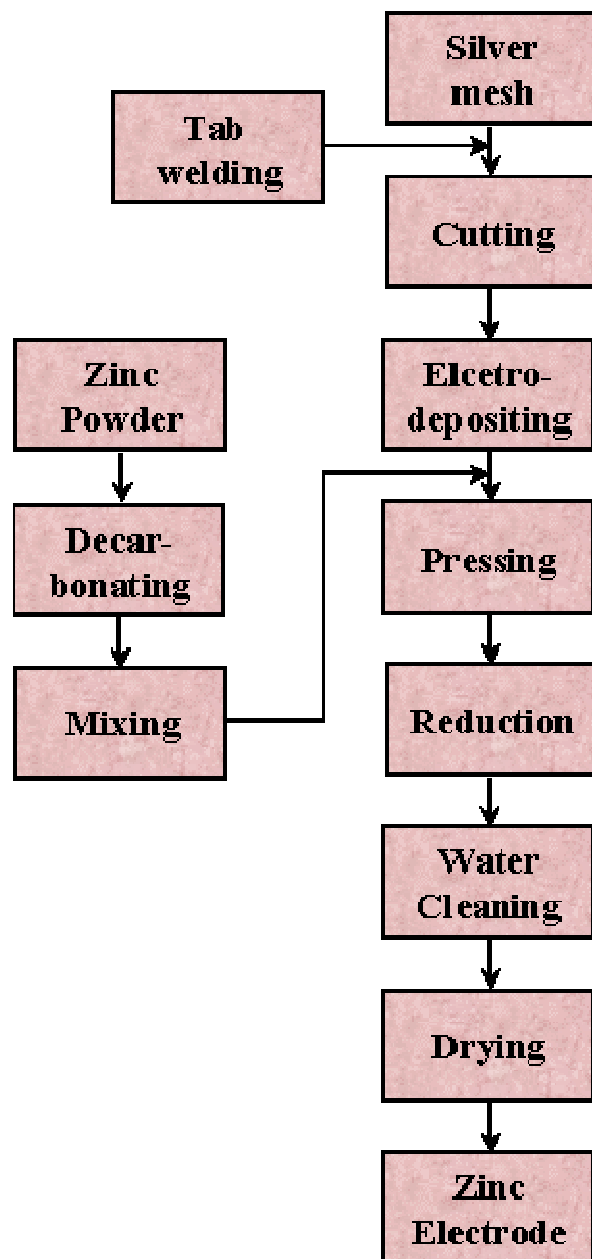 Silver
mesh
Tab
welding
Cutting
Zinc
Powder
Elcetro-
depositing
Decar-
bonating
Pressing
Mixing
Reduction
Water
Cleaning
Drying
Zinc
Electrode